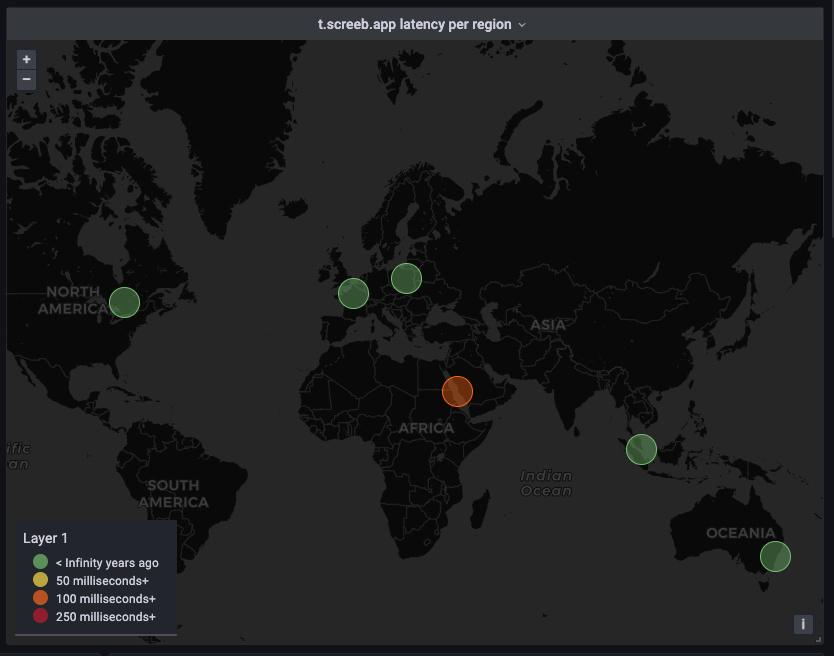 t.screeb.app latency per region
+
−
NORTH
AMERICA
ASIA
AFRICA
ific
an
Indian
Ocean
SOUTH
AMERICA
OCEANIA
Layer 1
< Infinity years ago
50 milliseconds+
100 milliseconds+
250 milliseconds+
i